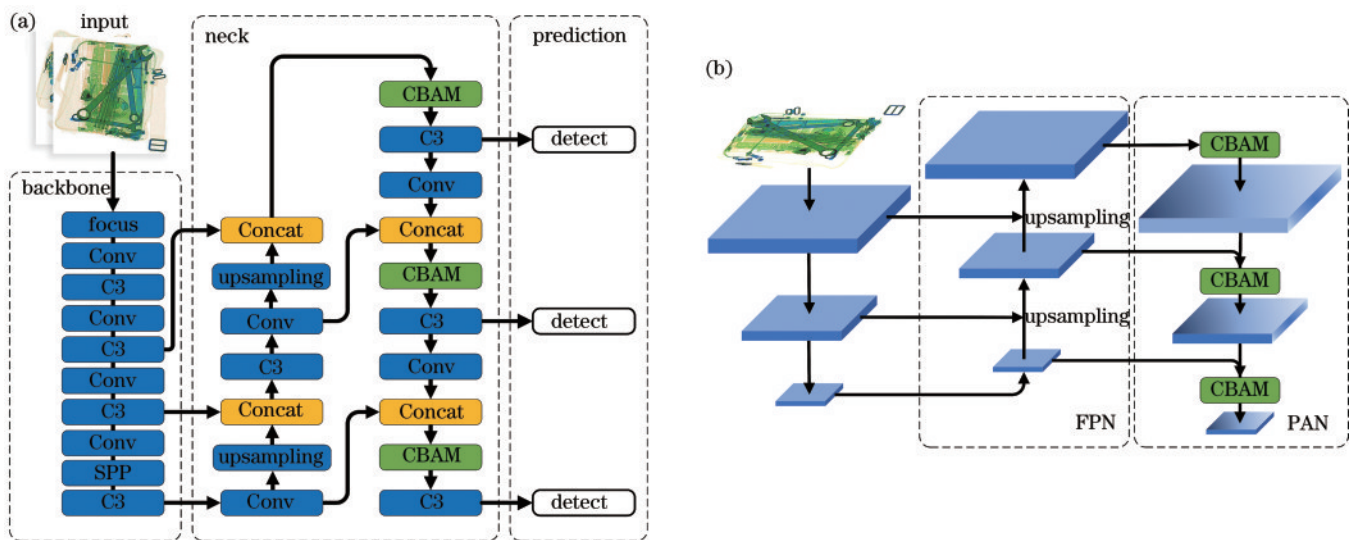 (a)
input
backbone
focus
Conv
C3
Conv
C3
Conv
C3
Conv
SPP
C3
neck
Concat
upsampling
Conv
C3
Concat
upsampling
Conv
CBAM
C3
Conv
Concat
CBAM
C3
Conv
Concat
CBAM
C3
prediction
detect
detect
detect
(b)
upsampling
upsampling
FPN
CBAM
CBAM
CBAM
PAN